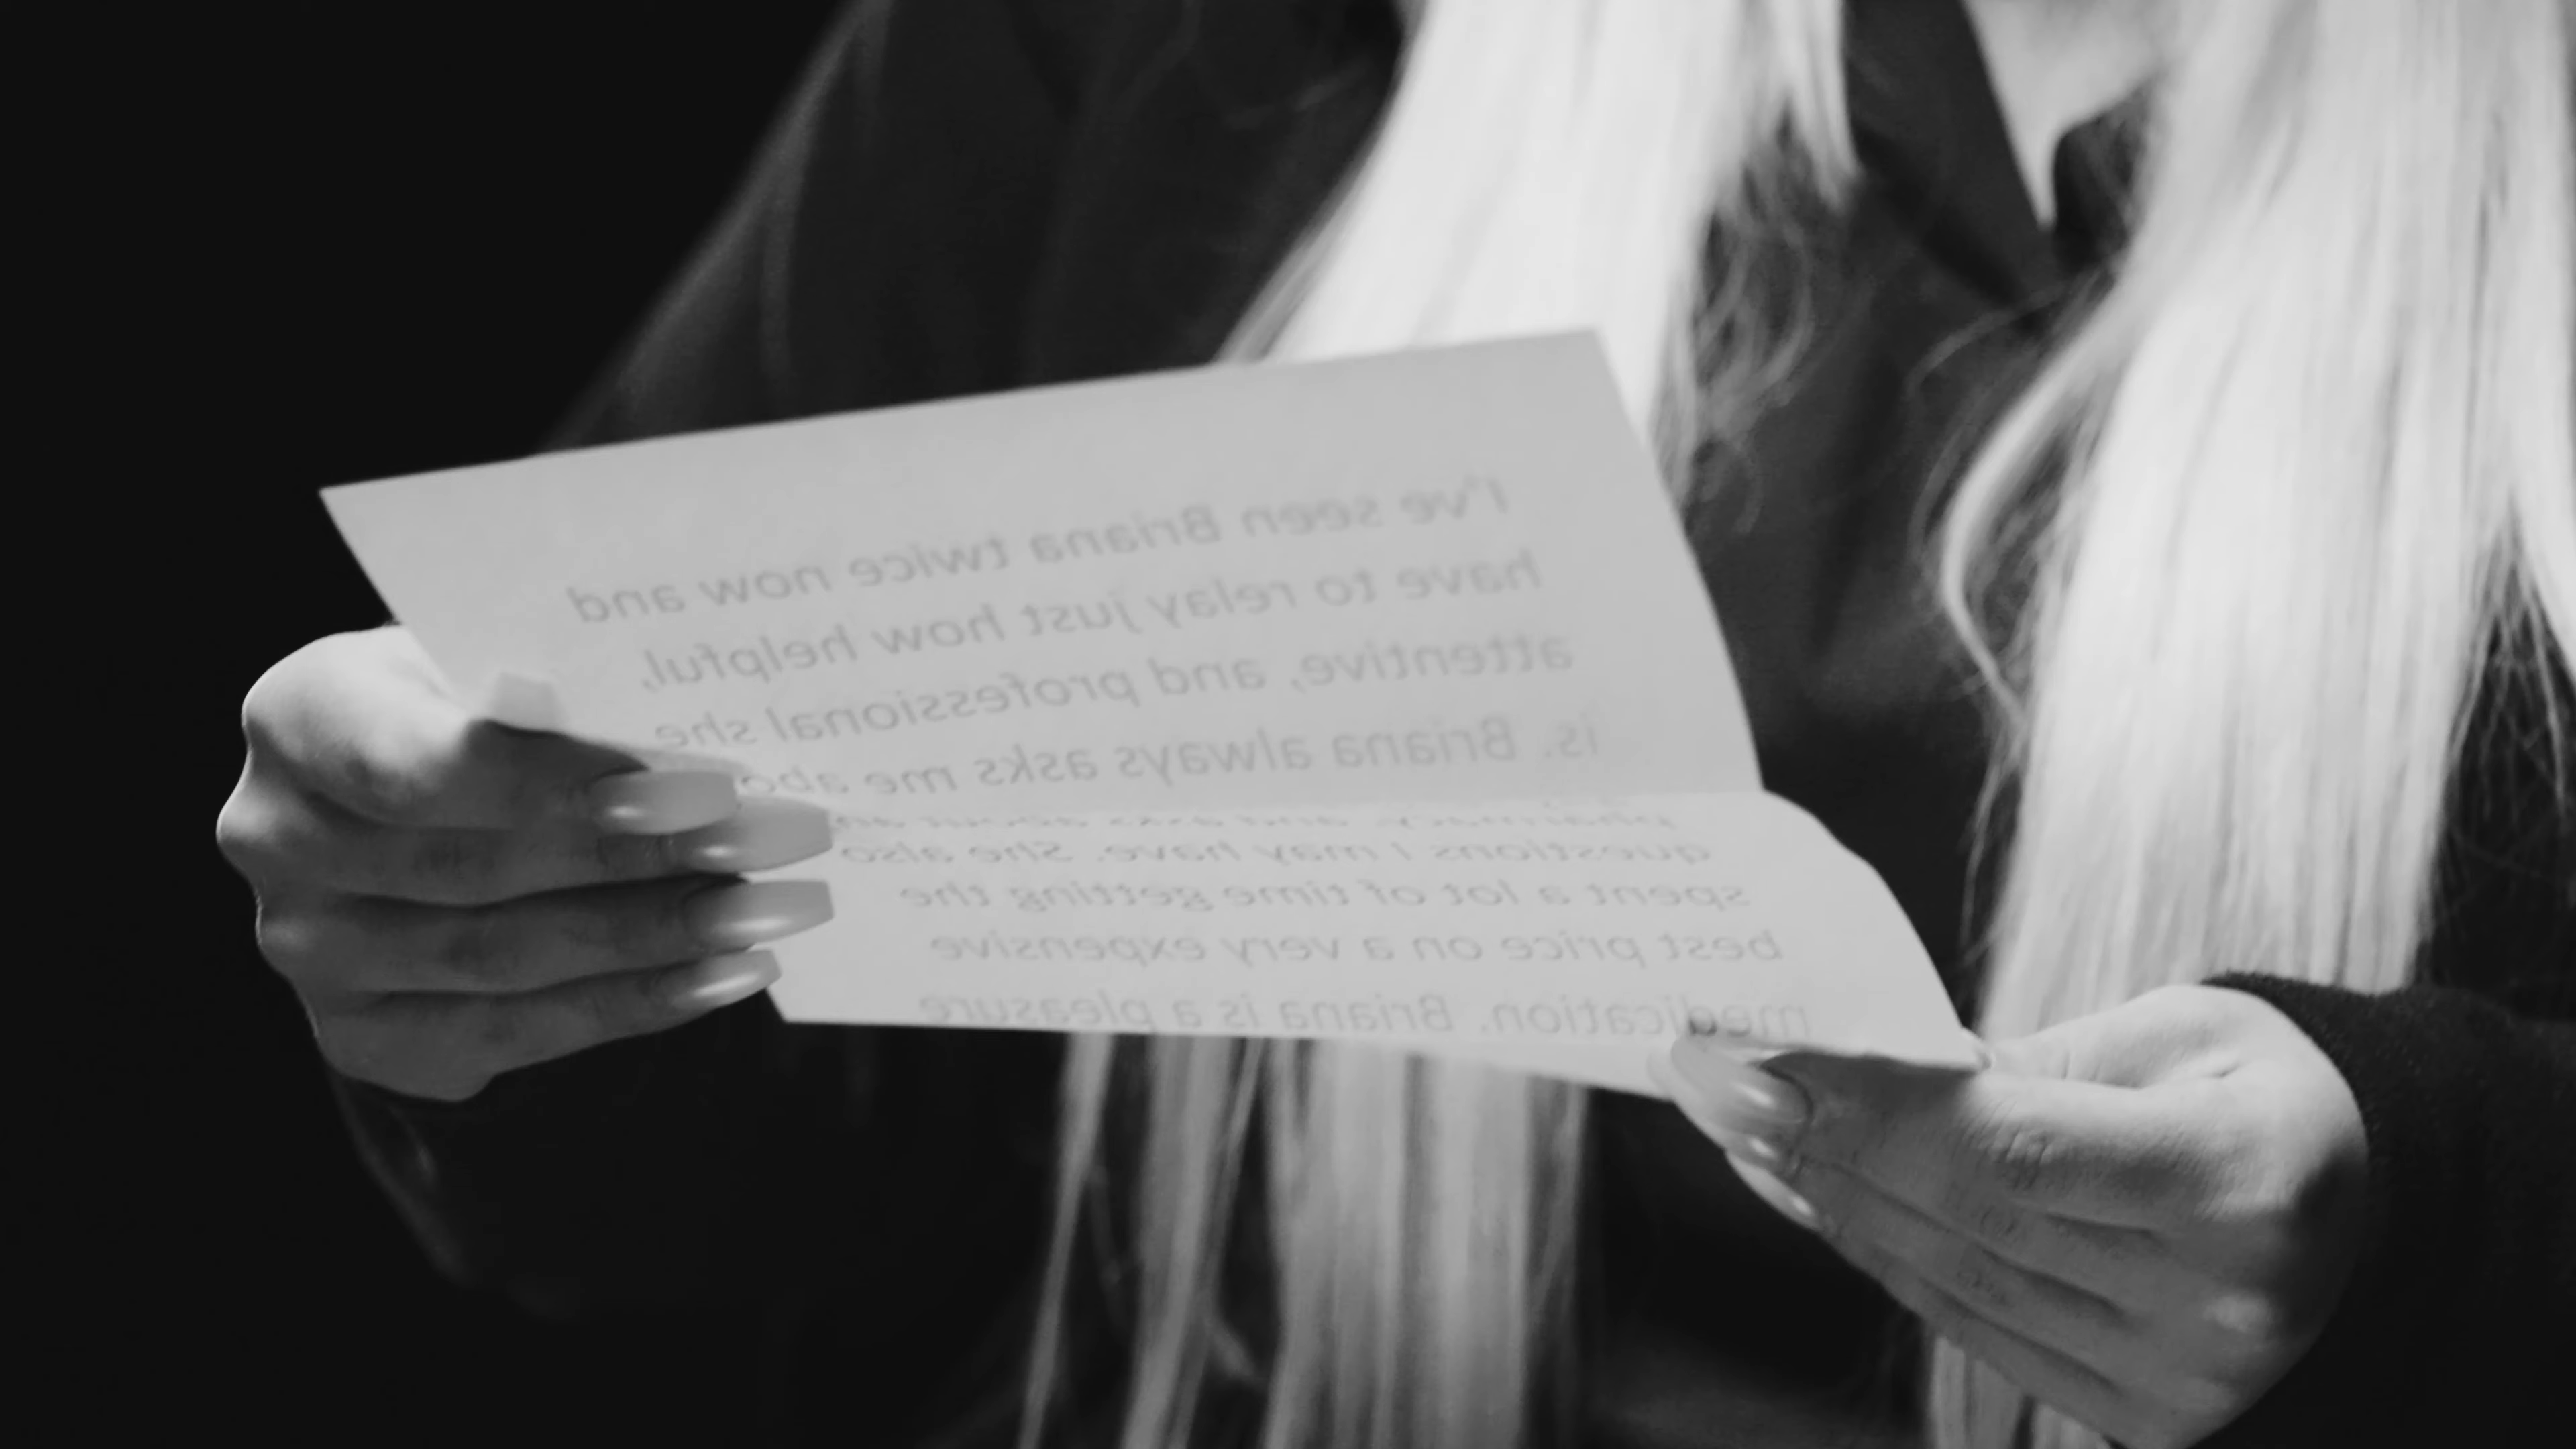 I've seen Briana twice now and
have to relay just how helpful,
attentive, and professional she
is. Briana always asks me
questions I may have. She also
spent a lot of time getting the
best price on a very expensive
medication. Briana is a pleasure